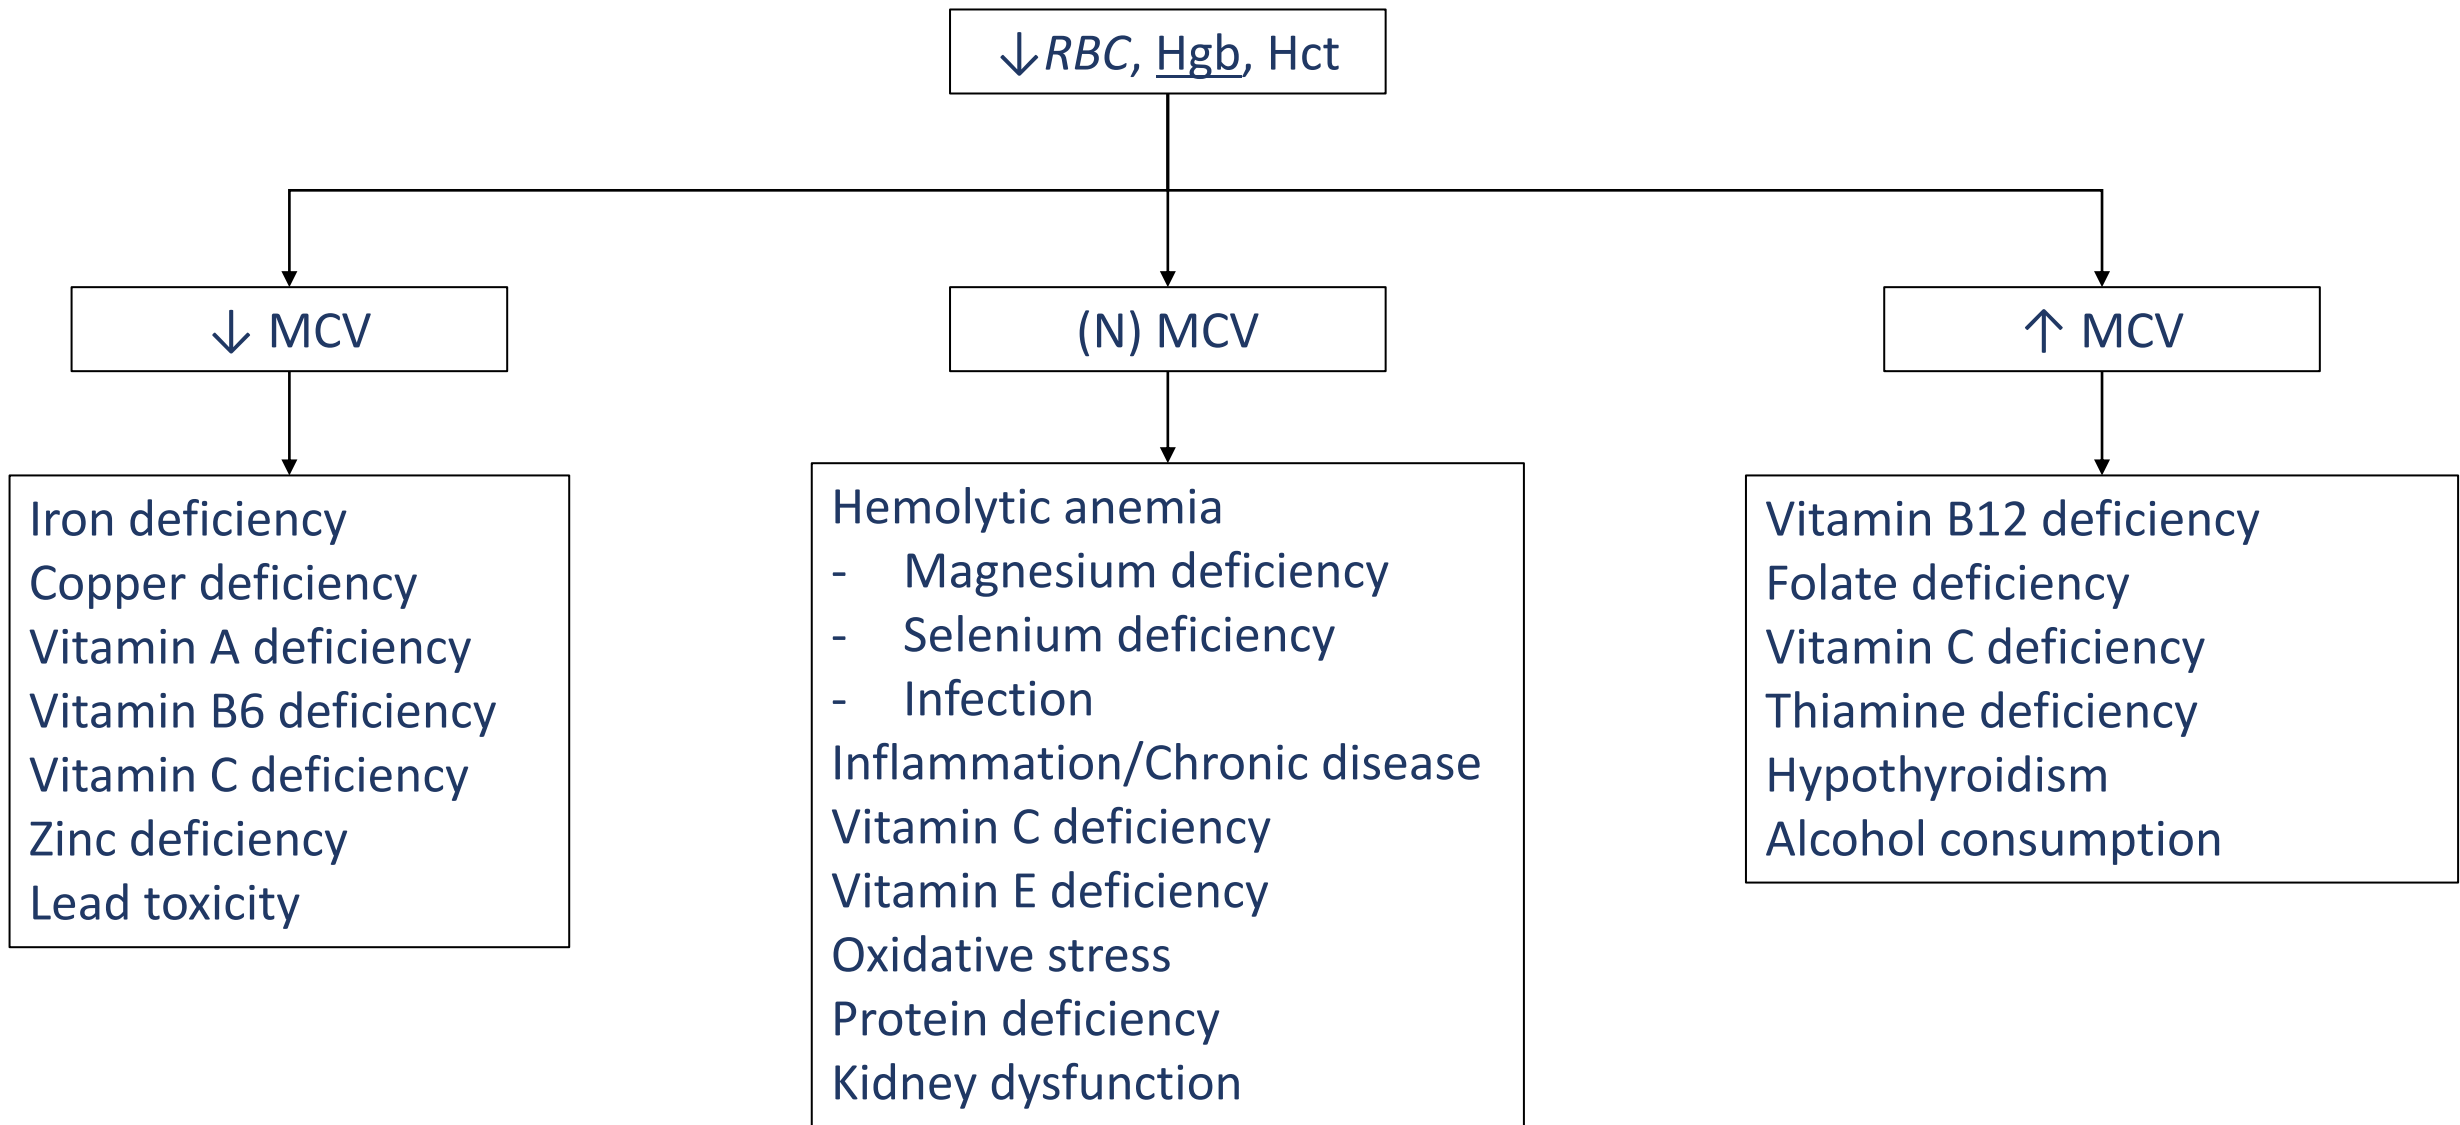 ↓RBC, Hgb, Hct
↓ MCV
(N) MCV
↑ MCV
Iron deficiency
Copper deficiency
Vitamin A deficiency
Vitamin B6 deficiency
Vitamin C deficiency
Zinc deficiency
Lead toxicity
Hemolytic anemia
- Magnesium deficiency
- Selenium deficiency
- Infection
Inflammation/Chronic disease
Vitamin C deficiency
Vitamin E deficiency
Oxidative stress
Protein deficiency
Kidney dysfunction
Vitamin B12 deficiency
Folate deficiency
Vitamin C deficiency
Thiamine deficiency
Hypothyroidism
Alcohol consumption